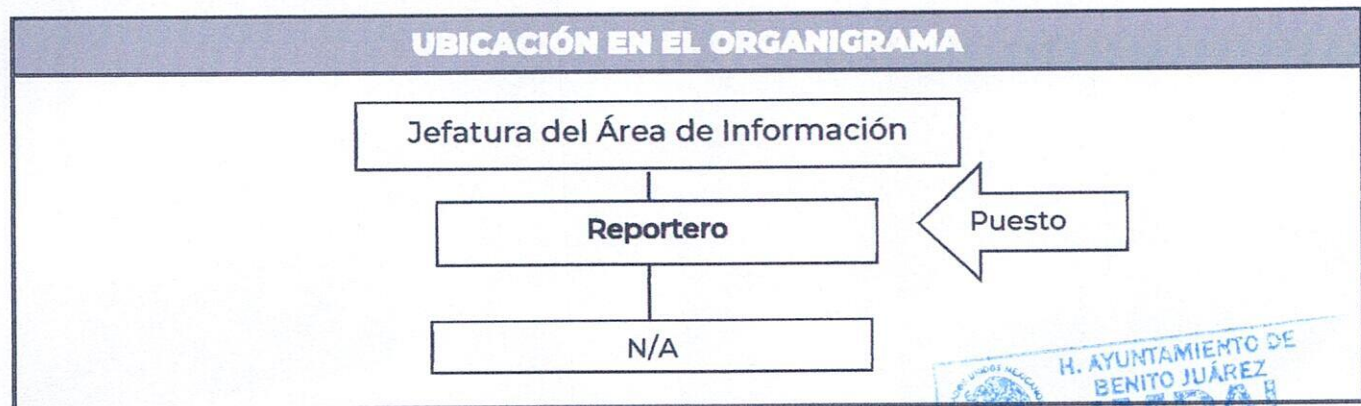 UBICACIÓN EN EL ORGANIGRAMA
Jefatura del Área de Información
Reportero
Puesto
N/A
H. AYUNTAMIENTO DE
BENITO JUÁREZ